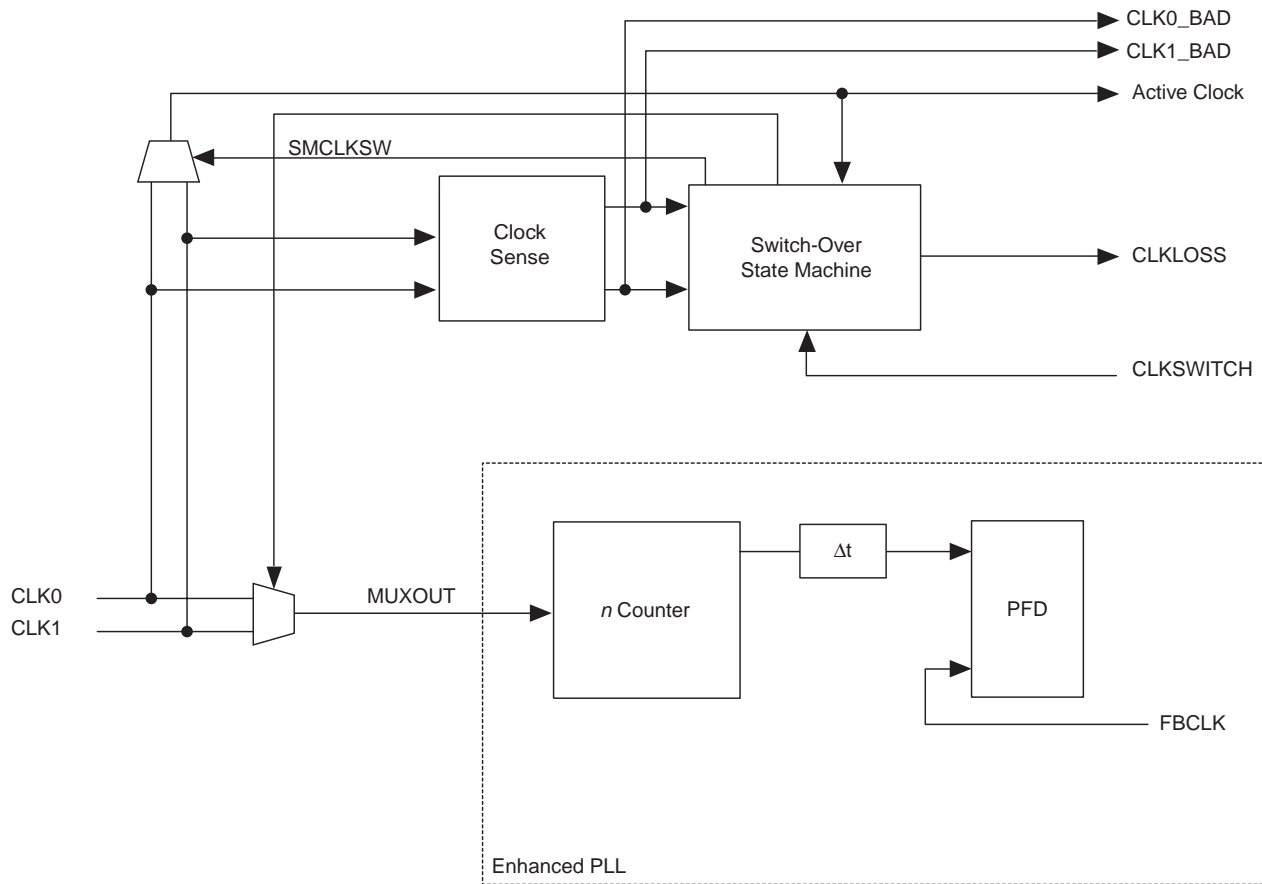 CLK0_BAD
CLK1_BAD
Active Clock
SMCLKSW
Clock
Sense
Switch-Over
State Machine
CLKLOSS
CLKSWITCH
CLK0
CLK1
MUXOUT
n Counter
Δt
PFD
FBCLK
Enhanced PLL